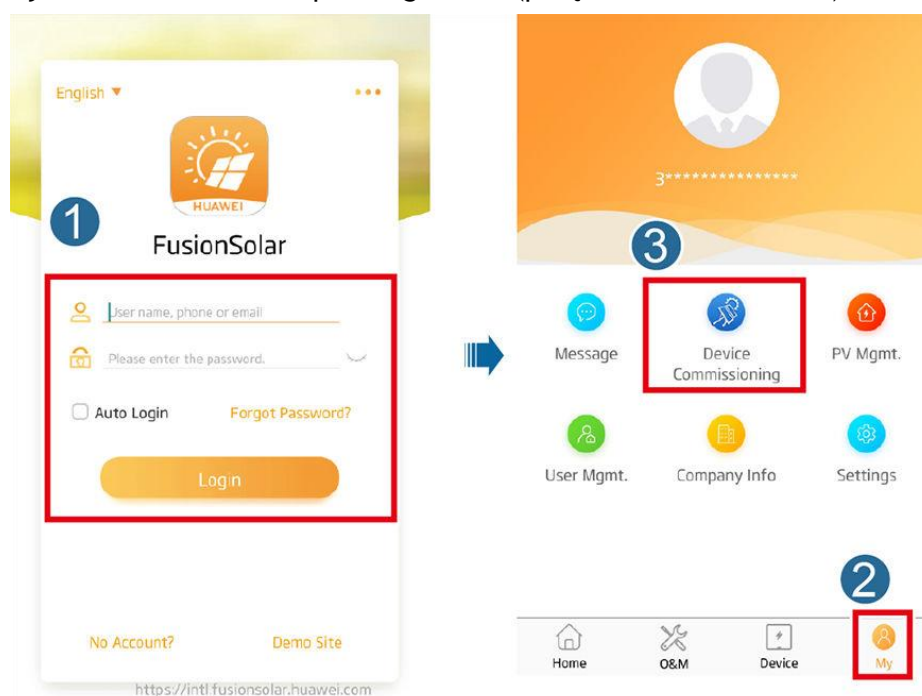 English ▼
HUAWEI
1
FusionSolar
User name, phone or email
Please enter the password.
Auto Login
Forgot Password?
Login
No Account?
Demo Site
https://intl.fusionsolar.huawei.com
3***************
3
Message
Device
Commissioning
PV Mgmt.
User Mgmt.
Company Info
Settings
2
Home
O&M
Device
My